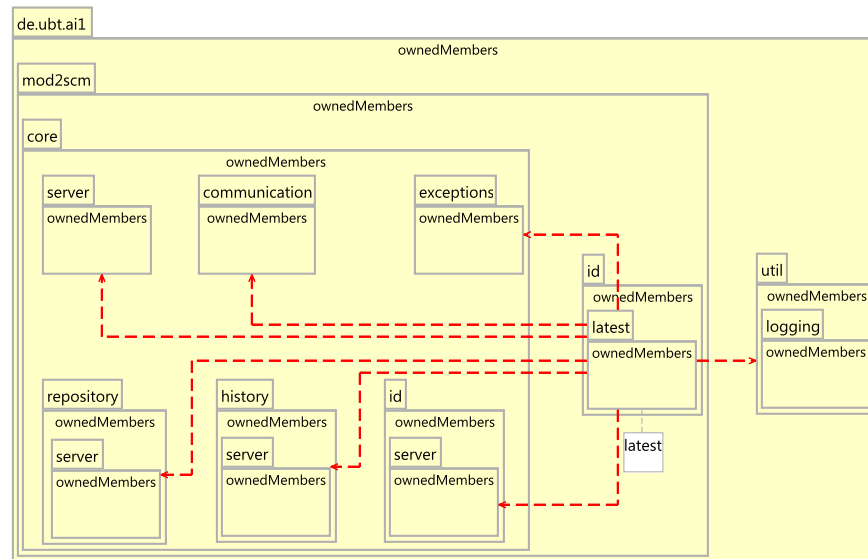 de.ubt.ai1
ownedMembers
mod2scm
ownedMembers
core
ownedMembers
server
ownedMembers
communication
ownedMembers
exceptions
ownedMembers
id
ownedMembers
latest
ownedMembers
util
ownedMembers
logging
ownedMembers
repository
ownedMembers
server
ownedMembers
history
ownedMembers
server
ownedMembers
id
ownedMembers
server
ownedMembers
latest